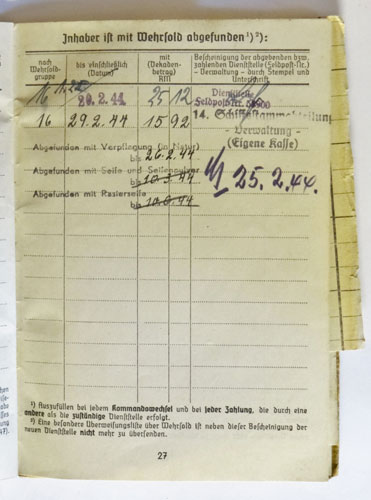 Inhaber ist mit Wehrsold abgefunden¹)²):
nach Wehrsold-gruppe
bis einschließlich (Datum)
mit (Dekaden-betrag) RM
Bescheinigung der abgebenden bzw. zahlenden Dienststelle (Feldpost-Nr.) - Verwaltung - durch Stempel und Unterschrift
16 20.2.44 25 12
Dienststelle
Feldpostnr.
16 29.2.44 15 92
14. Schiffsstammabteilung
- Verwaltung -
(Eigene Kasse)
Abgefunden mit Verpflegung (in Natur)
bis 26.2.44
25.2.44.
Abgefunden mit Seife und Seifenpulver
bis 10.3.44
Abgefunden mit Rasierseife
bis
¹) Auszufüllen bei jedem Kommandowechsel und bei jeder Zahlung, die durch eine
andere als die zuständige Dienststelle erfolgt.
²) Eine besondere Überweisungsliste über Wehrsold ist neben dieser Bescheinigung der
neuen Dienststelle nicht mehr zu übersenden.
27